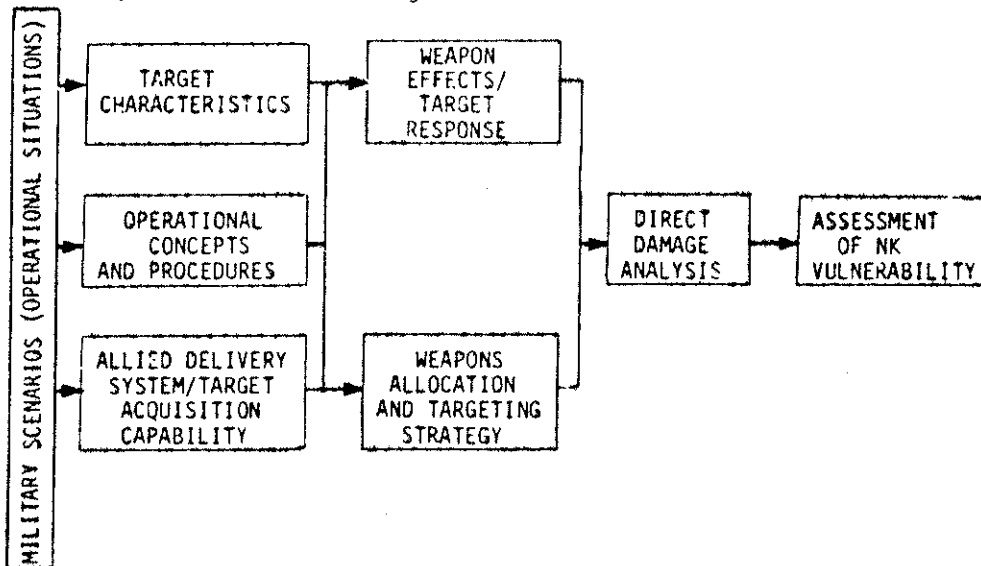 MILITARY SCENARIOS (OPERATIONAL SITUATIONS)
TARGET
CHARACTERISTICS
OPERATIONAL
CONCEPTS
AND PROCEDURES
ALLIED DELIVERY
SYSTEM/TARGET
ACQUISITION
CAPABILITY
WEAPON
EFFECTS/
TARGET
RESPONSE
WEAPONS
ALLOCATION
AND TARGETING
STRATEGY
DIRECT
DAMAGE
ANALYSIS
ASSESSMENT
OF NK
VULNERABILITY